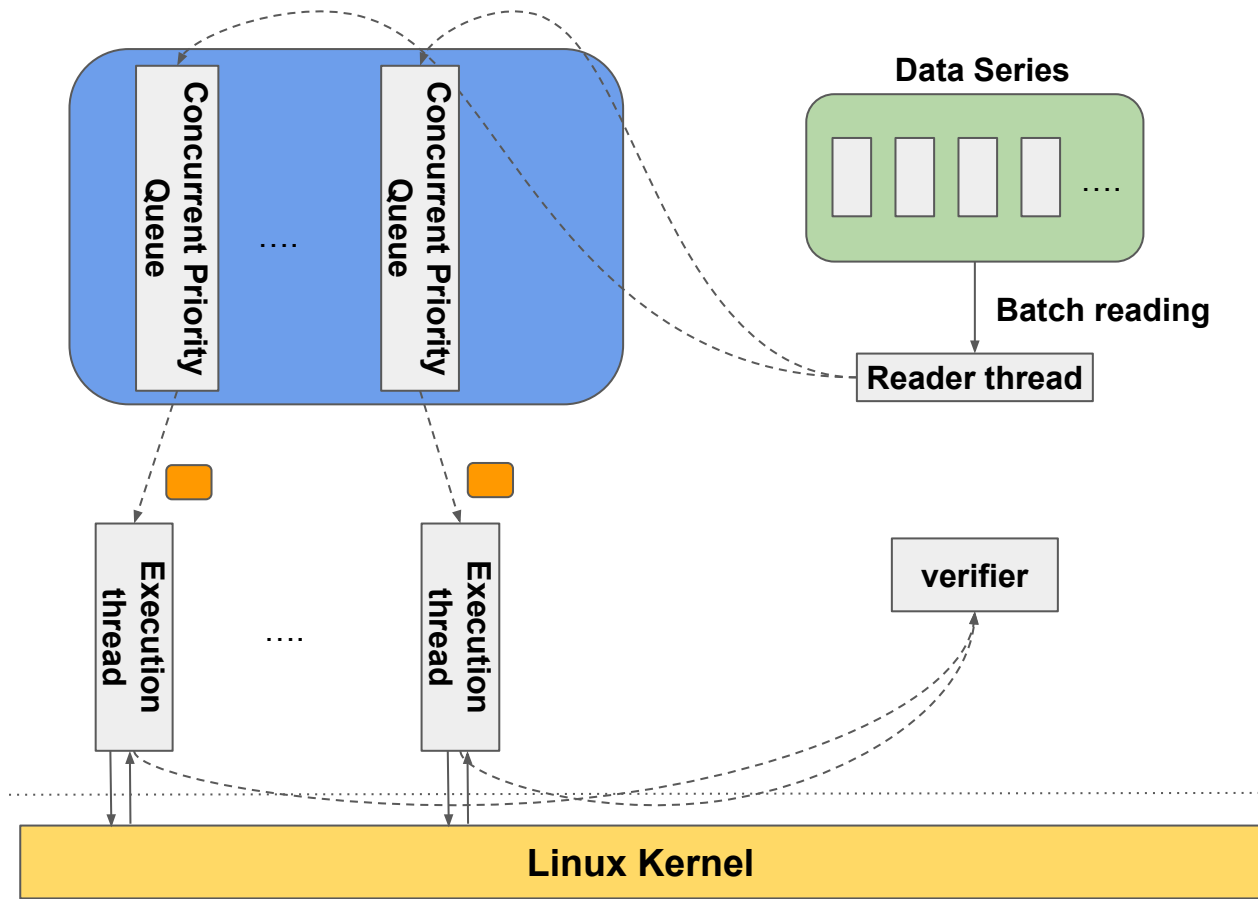 Data Series
Concurrent Priority
Queue
....
Concurrent Priority
Queue
....
Batch reading
Reader thread
Execution
thread
....
Execution
thread
verifier
Linux Kernel